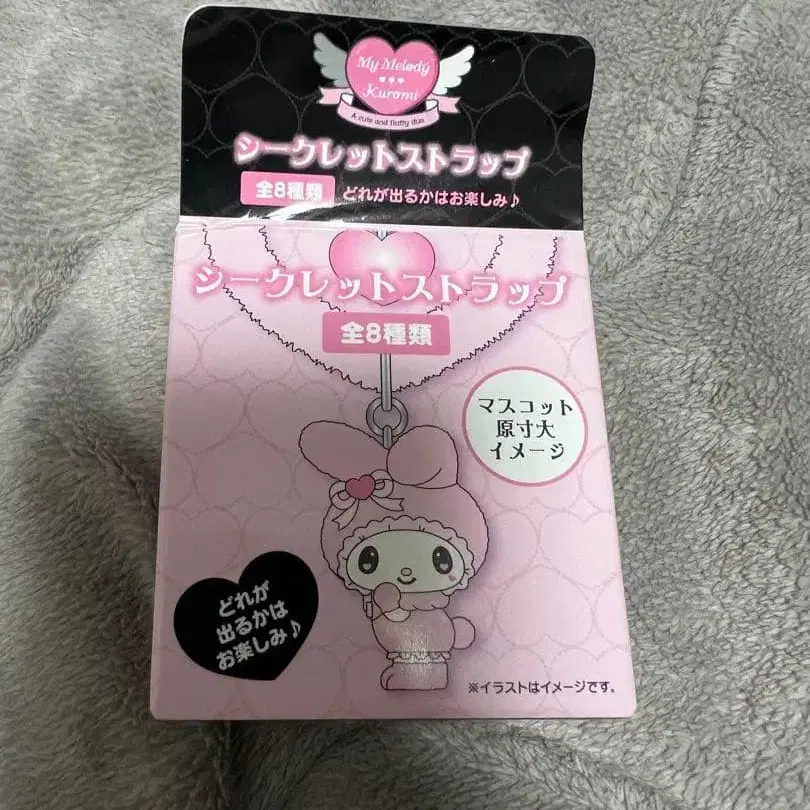 My Melody
Kuromi
A cute and fluffy duo
シークレットストラップ
全8種類 どれが出るかはお楽しみ♪
シークレットストラップ
全8種類
マスコット
原寸大
イメージ
どれが
出るかは
お楽しみ♪
※イラストはイメージです。